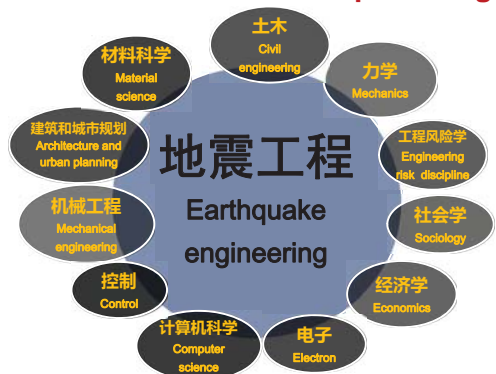 土木
Civil
engineering
力学
Mechanics
工程风险学
Engineering
risk discipline
社会学
Sociology
经济学
Economics
电子
Electron
计算机科学
Computer
science
控制
Control
机械工程
Mechanical
engineering
建筑和城市规划
Architecture and
urban planning
材料科学
Material
science
地震工程
Earthquake
engineering